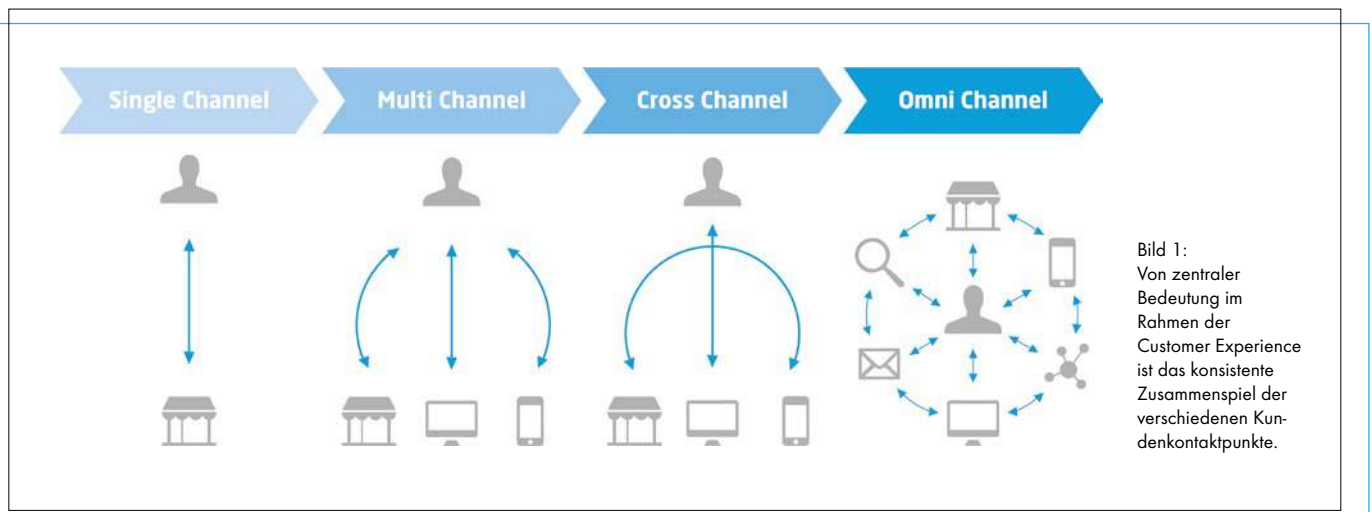 Single Channel
Multi Channel
Cross Channel
Omni Channel
Bild 1:
Von zentraler
Bedeutung im
Rahmen der
Customer Experience
ist das konsistente
Zusammenspiel der
verschiedenen Kun-
denkontaktpunkte.